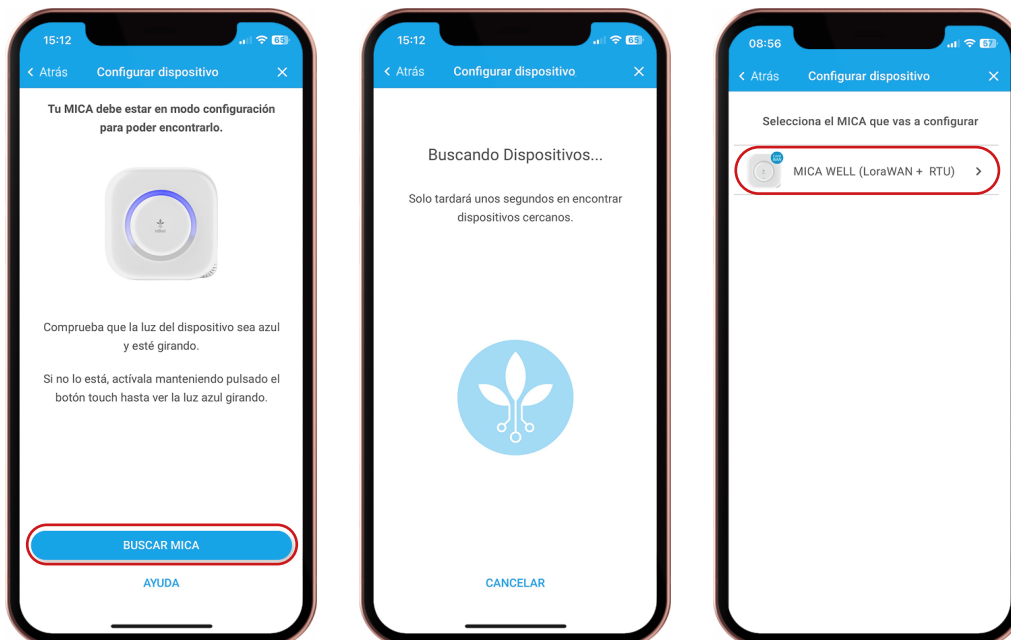 15:12
65
Atrás
Configurar dispositivo
Tu MICA debe estar en modo configuración
para poder encontrarlo.
Comprueba que la luz del dispositivo sea azul
y esté girando.
Si no lo está, actívala manteniendo pulsado el
botón touch hasta ver la luz azul girando.
BUSCAR MICA
AYUDA
15:12
65
Atrás
Configurar dispositivo
Buscando Dispositivos...
Solo tardará unos segundos en encontrar
dispositivos cercanos.
CANCELAR
08:56
57
Atrás
Configurar dispositivo
Selecciona el MICA que vas a configurar
MICA WELL (LoraWAN + RTU)